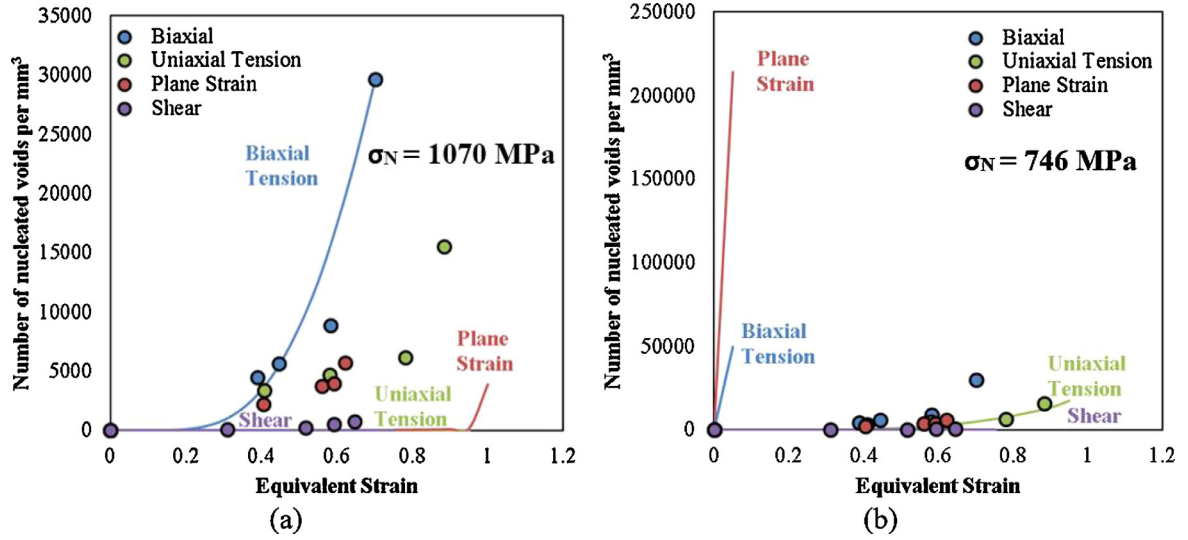 35000
30000
25000
20000
15000
10000
5000
0
Number of nucleated voids per mm³
Biaxial
Uniaxial Tension
Plane Strain
Shear
Biaxial
Tension
σN = 1070 MPa
Plane
Strain
Uniaxial
Tension
Shear
0 0.2 0.4 0.6 0.8 1 1.2
Equivalent Strain
(a)
250000
200000
150000
100000
50000
0
Number of nucleated voids per mm³
Biaxial
Uniaxial Tension
Plane Strain
Shear
Plane
Strain
σN = 746 MPa
Biaxial
Tension
Uniaxial
Tension
Shear
0 0.2 0.4 0.6 0.8 1 1.2
Equivalent Strain
(b)